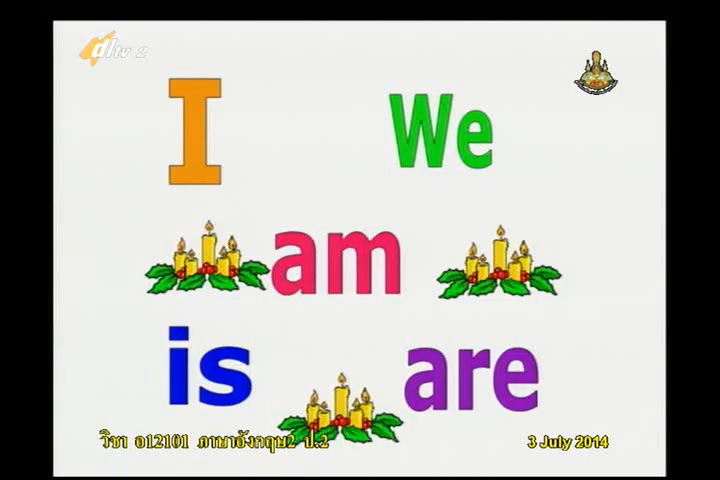 dltv 2
I We
am
is are
วิชา อ12101 ภาษาอังกฤษ2 ป.2
3 July 2014